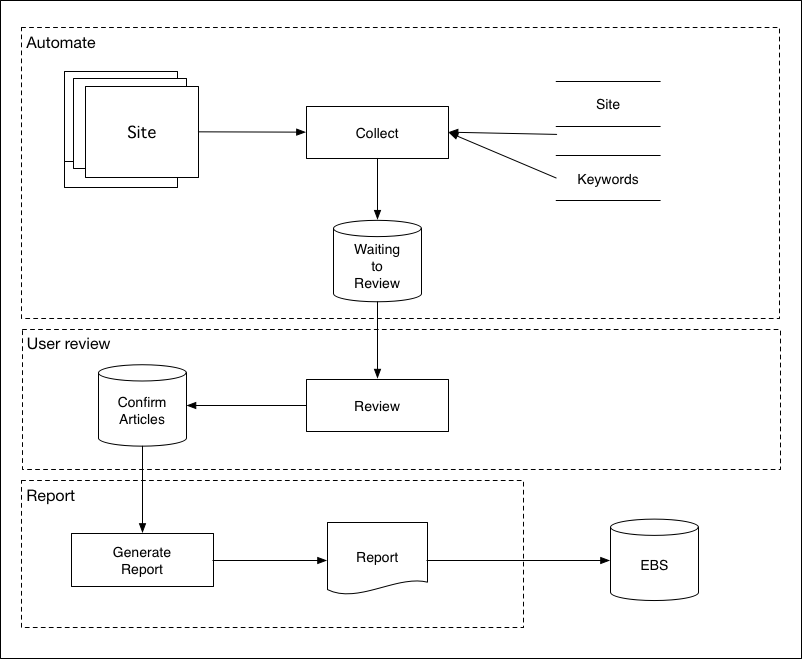 Automate
Site
Collect
Site
Keywords
Waiting
to
Review
User review
Confirm
Articles
Review
Report
Generate
Report
Report
EBS